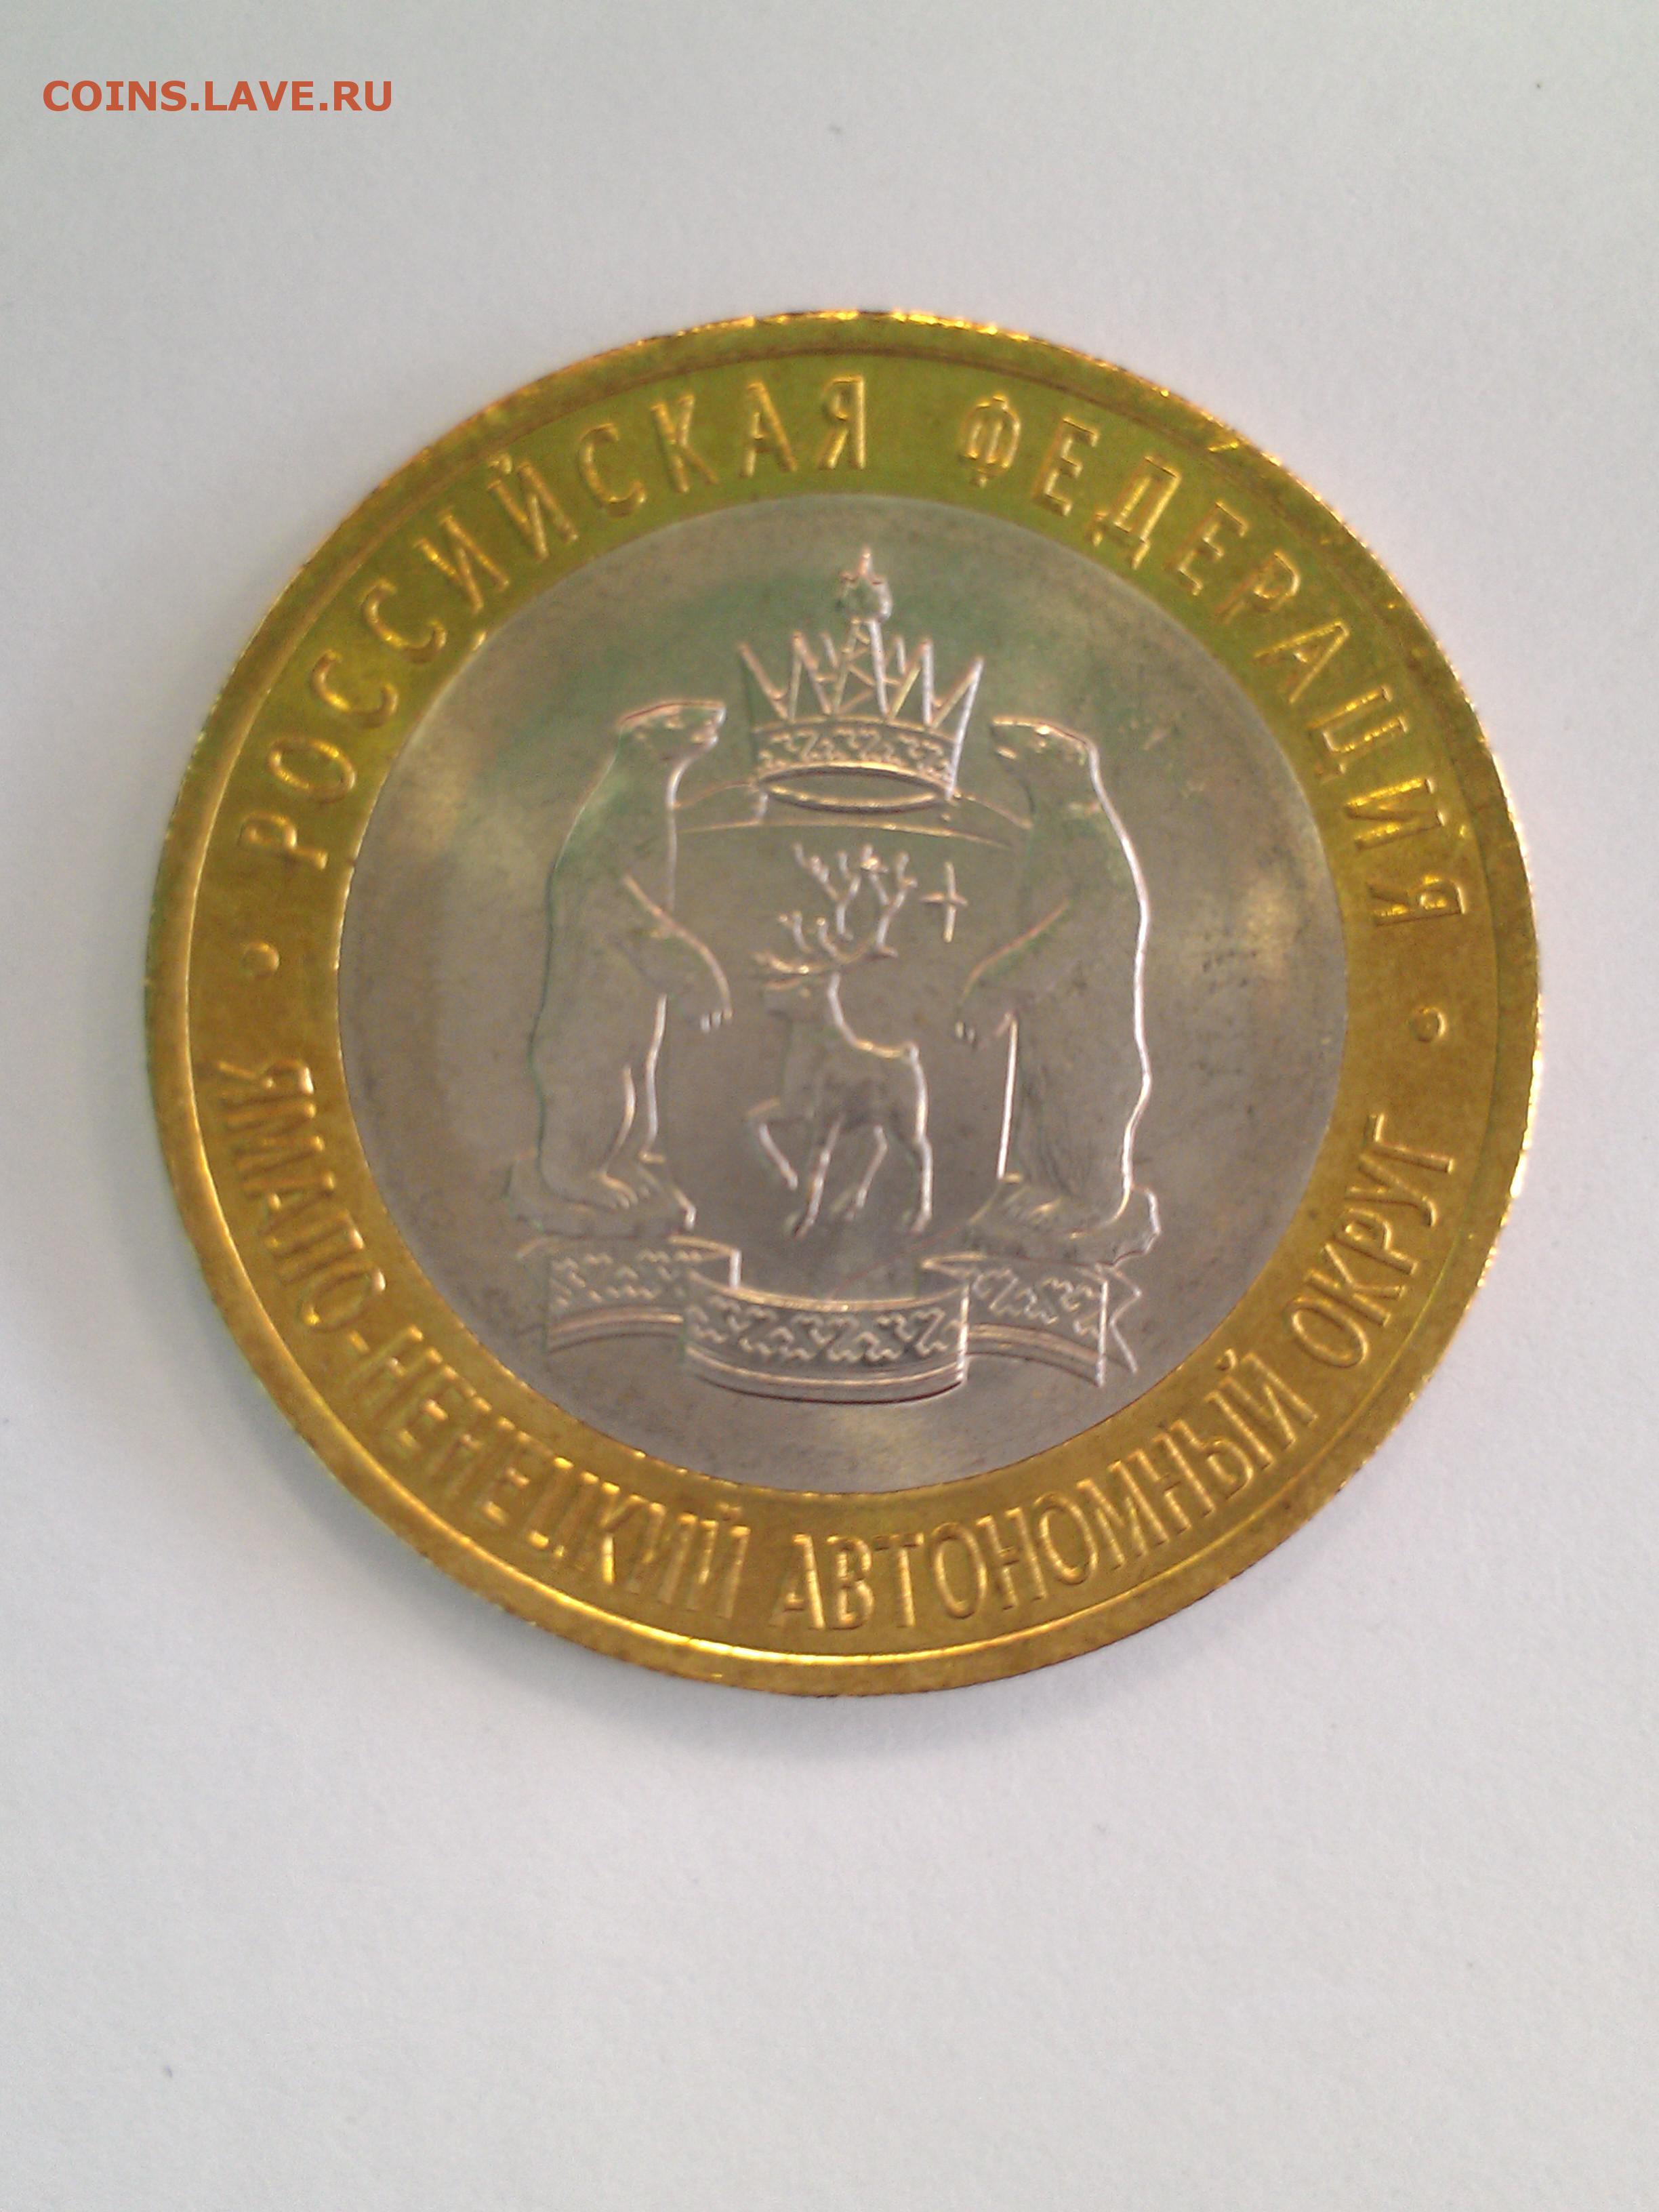 COINS.LAVE.RU
РОССИЙСКАЯ ФЕДЕРАЦИЯ
ЯМАЛО-НЕНЕЦКИЙ АВТОНОМНЫЙ ОКРУГ